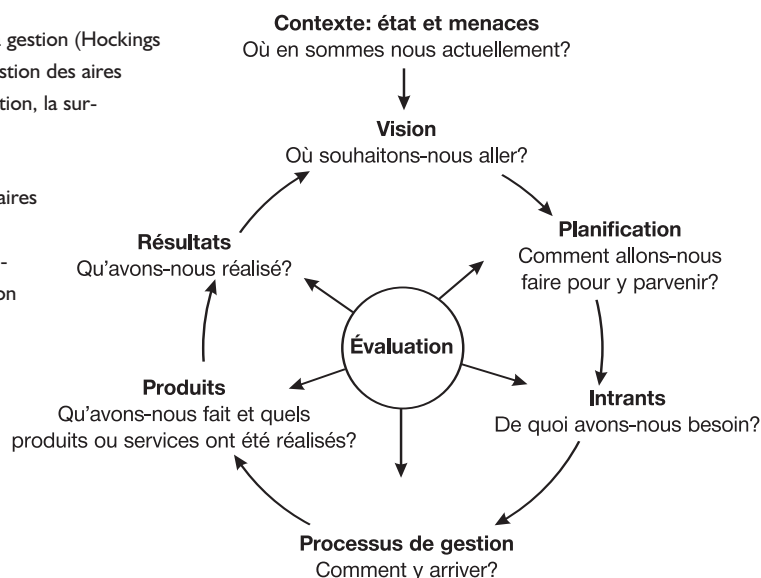 gestion (Hockings
stion des aires
tion, la sur-
aires
-
on
Contexte: état et menaces
Où en sommes nous actuellement?
Vision
Où souhaitons-nous aller?
Planification
Comment allons-nous
faire pour y parvenir?
Intrants
De quoi avons-nous besoin?
Processus de gestion
Comment y arriver?
Produits
Qu'avons-nous fait et quels
produits ou services ont été réalisés?
Résultats
Qu'avons-nous réalisé?
Évaluation